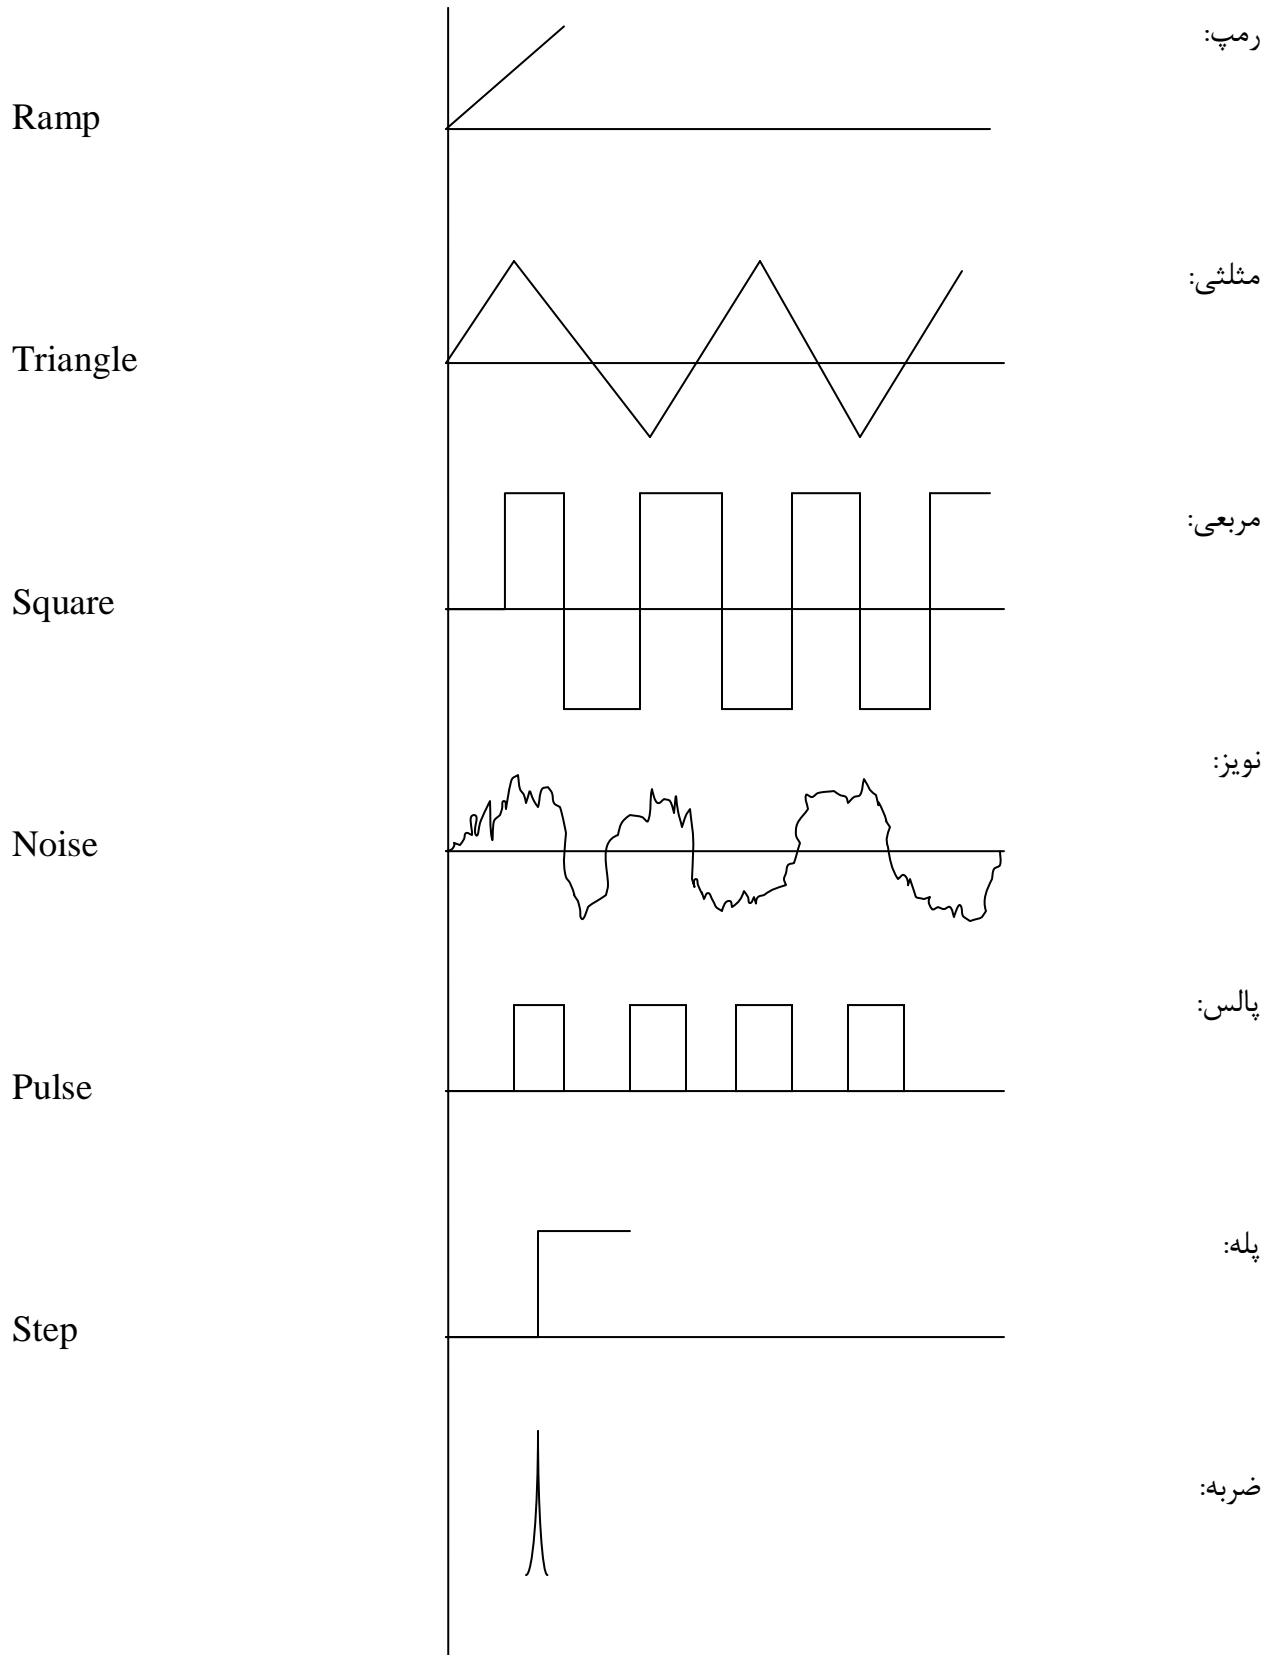 رمپ:
Ramp
مثلثی:
Triangle
مربعی:
Square
نویز:
Noise
پالس:
Pulse
پله:
Step
ضربه: